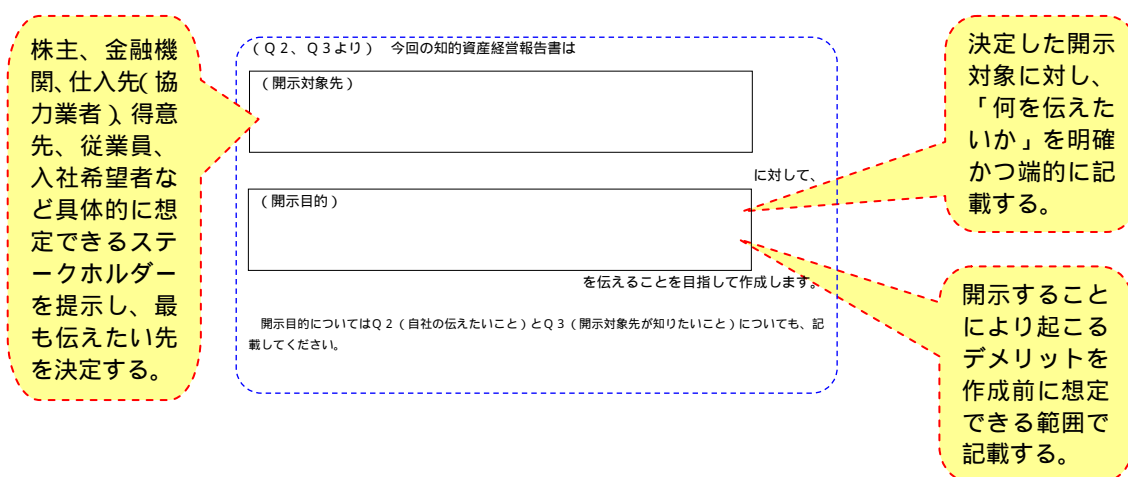 株主、金融機
関、仕入先(協
力業者)、得意
先、従業員、
入社希望者な
ど具体的に想
定できるステ
ークホルダー
を提示し、最
も伝えたい先
を決定する。
(Q2、Q3より) 今回の知的資産経営報告書は
(開示対象先)
に対して、
(開示目的)
を伝えることを目指して作成します。
開示目的についてはQ2(自社の伝えたいこと)とQ3(開示対象先が知りたいこと)についても、記
載してください。
決定した開示
対象に対し、
「何を伝えた
いか」を明確
かつ端的に記
載する。
開示すること
により起こる
デメリットを
作成前に想定
できる範囲で
記載する。